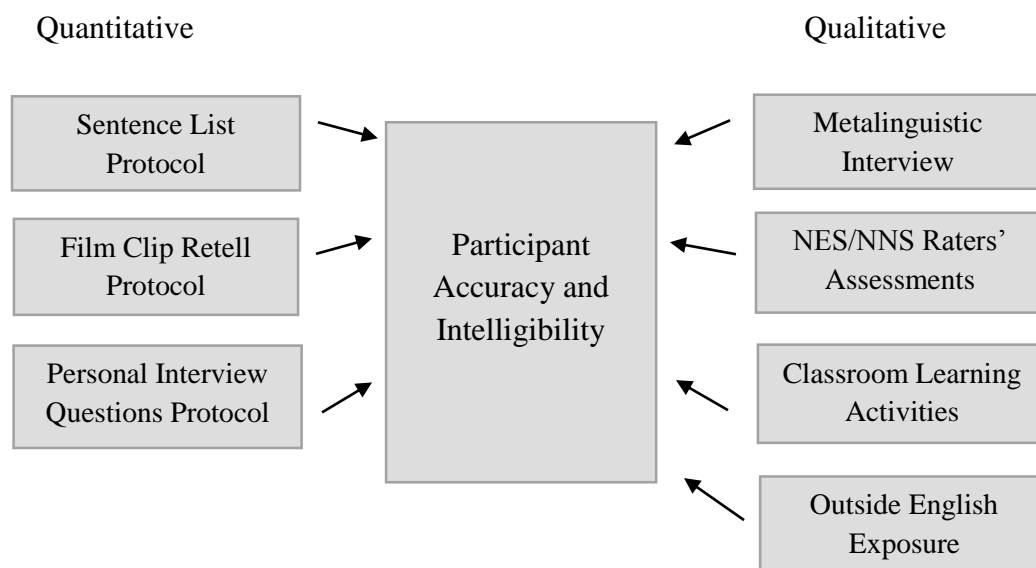 Quantitative
Qualitative
Sentence List
Protocol
Film Clip Retell
Protocol
Personal Interview
Questions Protocol
Participant
Accuracy and
Intelligibility
Metalinguistic
Interview
NES/NNS Raters’
Assessments
Classroom Learning
Activities
Outside English
Exposure